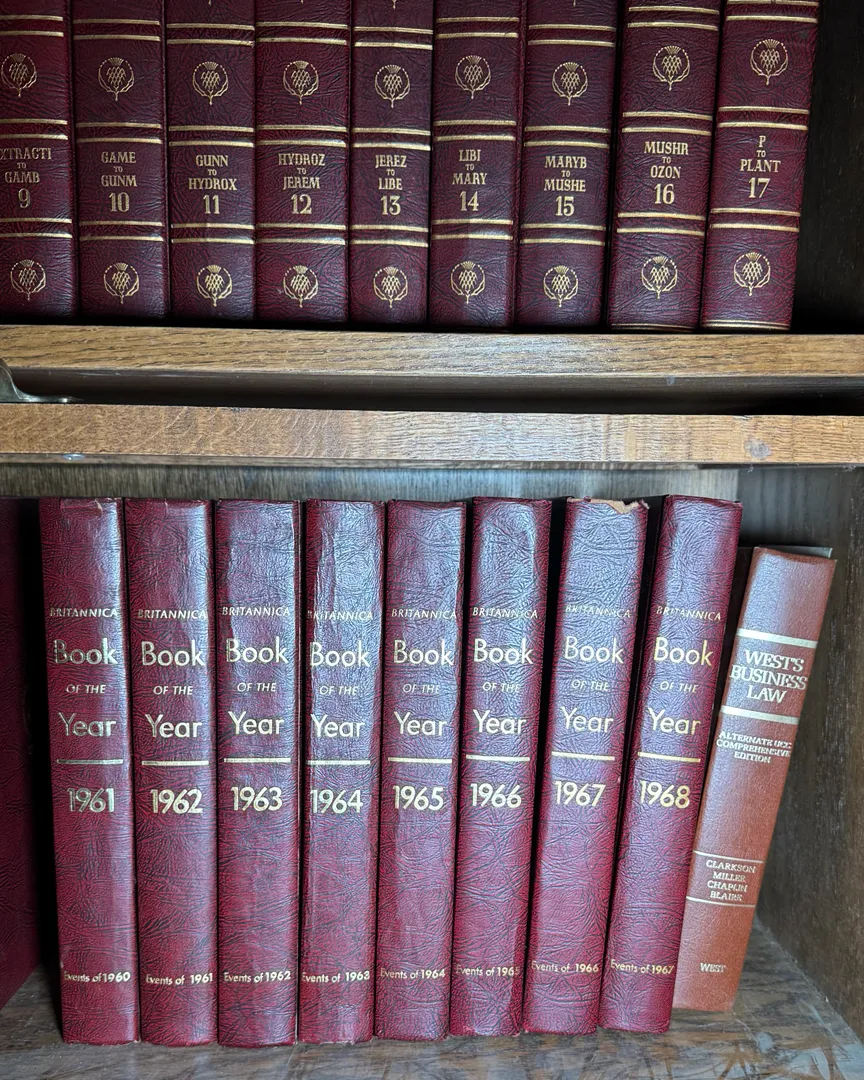 XTRACTI
TO
GAMB
9
GAME
TO
GUNM
10
GUNN
TO
HYDROX
11
HYDROZ
TO
JEREM
12
JEREZ
TO
LIBE
13
LIBI
TO
MARY
14
MARYB
TO
MUSHE
15
MUSHR
TO
OZON
16
P
TO
PLANT
17
BRITANNICA
Book
OF THE
Year
1961
Events of 1960
BRITANNICA
Book
OF THE
Year
1962
Events of 1961
BRITANNICA
Book
OF THE
Year
1963
Events of 1962
BRITANNICA
Book
OF THE
Year
1964
Events of 1963
BRITANNICA
Book
OF THE
Year
1965
Events of 1964
BRITANNICA
Book
OF THE
Year
1966
Events of 1965
BRITANNICA
Book
OF THE
Year
1967
Events of 1966
BRITANNICA
Book
OF THE
Year
1968
Events of 1967
WEST'S
BUSINESS
LAW
ALTERNATE UCC
COMPREHENSIVE
EDITION
CLARKSON
MILLER
CHAPLIN
BLAIRE
WEST